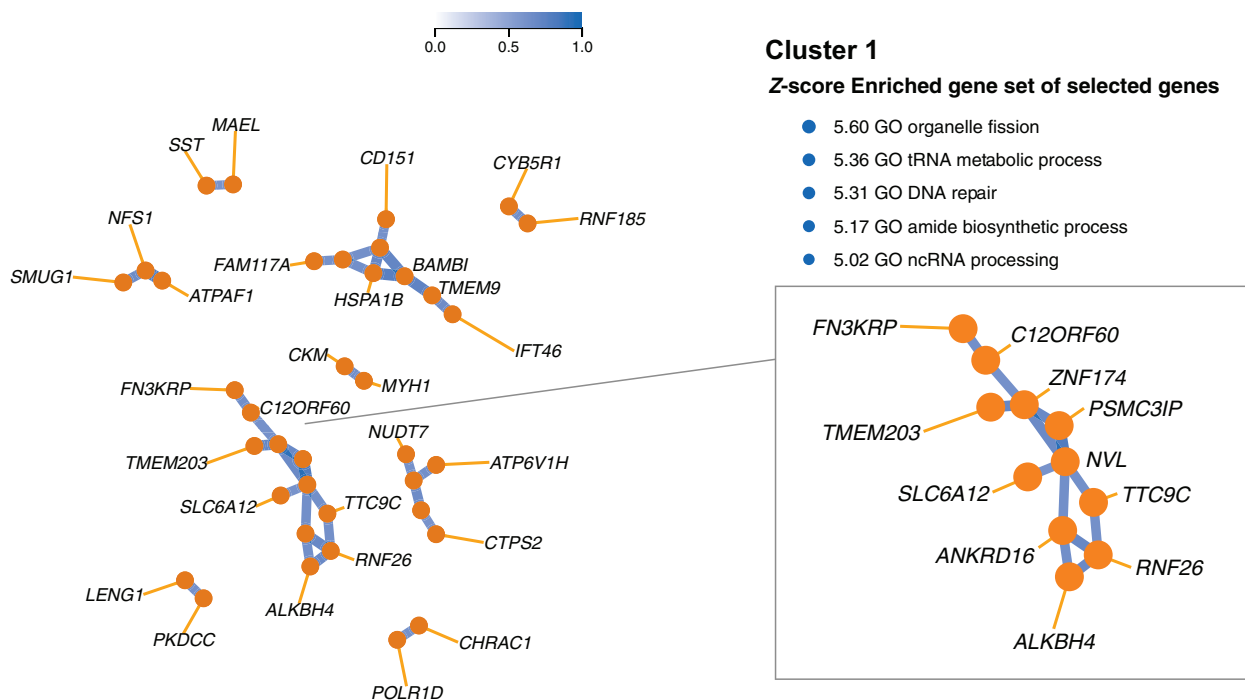 0.0 0.5 1.0
Cluster 1
Z-score Enriched gene set of selected genes
5.60 GO organelle fission
5.36 GO tRNA metabolic process
5.31 GO DNA repair
5.17 GO amide biosynthetic process
5.02 GO ncRNA processing
MAEL
SST
CD151
CYB5R1
NFS1
RNF185
FAM117A
BAMBI
SMUG1
ATPAF1
HSPA1B
TMEM9
IFT46
CKM
MYH1
FN3KRP
C12ORF60
NUDT7
TMEM203
ATP6V1H
SLC6A12
TTC9C
CTPS2
RNF26
LENG1
ALKBH4
PKDCC
CHRAC1
POLR1D
FN3KRP
C12ORF60
ZNF174
PSMC3IP
TMEM203
NVL
SLC6A12
TTC9C
ANKRD16
RNF26
ALKBH4